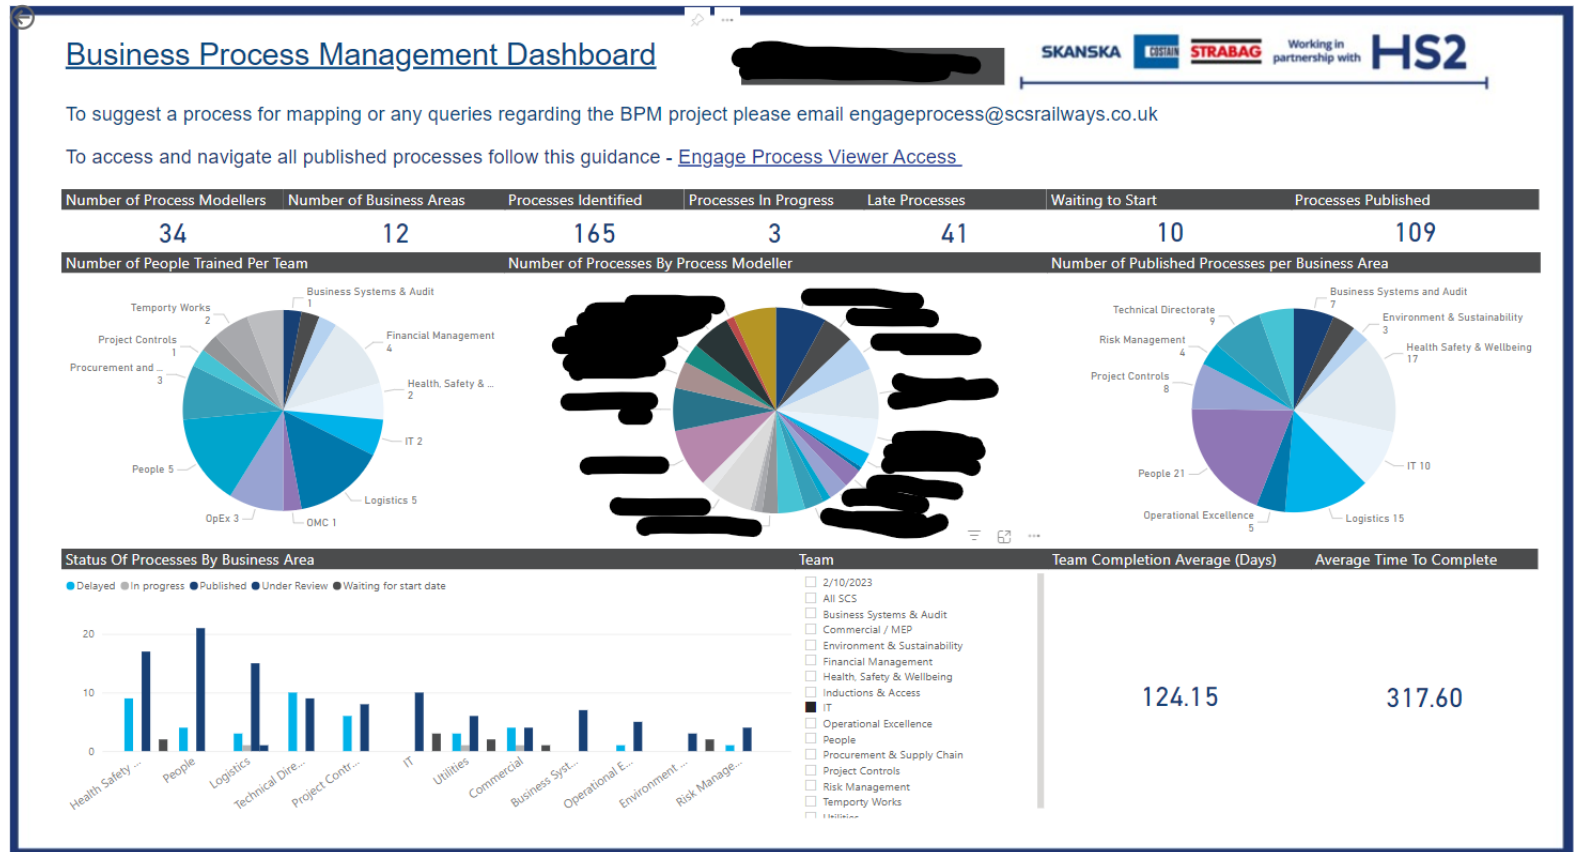 Business Process Management Dashboard
SKANSKA COSTAIN STRABAG Working in partnership with HS2
To suggest a process for mapping or any queries regarding the BPM project please email engageprocess@scsrailways.co.uk
To access and navigate all published processes follow this guidance - Engage Process Viewer Access
Number of Process Modellers Number of Business Areas Processes Identified Processes In Progress Late Processes Waiting to Start Processes Published
34 12 165 3 41 10 109
Number of People Trained Per Team
Business Systems & Audit
1
Financial Management
4
Health, Safety & ...
2
IT 2
Logistics 5
OMC 1
OpEx 3
People 5
Procurement and ...
3
Project Controls
1
Temporty Works
2
Number of Processes By Process Modeller
Number of Published Processes per Business Area
Business Systems and Audit
7
Environment & Sustainability
3
Health Safety & Wellbeing
17
IT 10
Logistics 15
Operational Excellence
5
People 21
Project Controls
8
Risk Management
4
Technical Directorate
9
Status Of Processes By Business Area
Delayed In progress Published Under Review Waiting for start date
20
10
0
Health Safety ...
People
Logistics
Technical Dire...
Project Contr...
IT
Utilities
Commercial
Business Syst...
Operational E...
Environment ...
Risk Manage...
Team
2/10/2023
All SCS
Business Systems & Audit
Commercial / MEP
Environment & Sustainability
Financial Management
Health, Safety & Wellbeing
Inductions & Access
IT
Operational Excellence
People
Procurement & Supply Chain
Project Controls
Risk Management
Temporty Works
Utilities
Team Completion Average (Days) Average Time To Complete
124.15 317.60